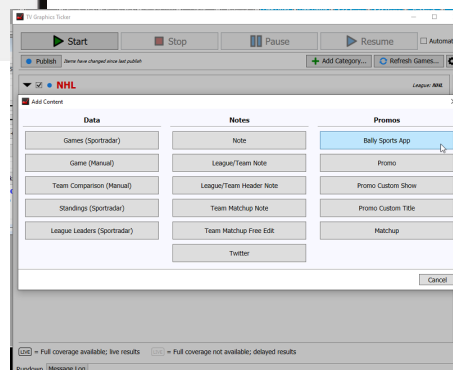 TV Graphics Ticker
Start
Stop
Pause
Resume
Automat
Publish
Items have changed since last publish
Add Category...
Refresh Games...
NHL
League: NHL
Add Content
Data
Notes
Promos
Games (Sportradar)
Note
Bally Sports App
Game (Manual)
League/Team Note
Promo
Team Comparison (Manual)
League/Team Header Note
Promo Custom Show
Standings (Sportradar)
Team Matchup Note
Promo Custom Title
League Leaders (Sportradar)
Team Matchup Free Edit
Matchup
Twitter
Cancel
LIVE = Full coverage available; live results
= Full coverage not available; delayed results
Rundown Message Log